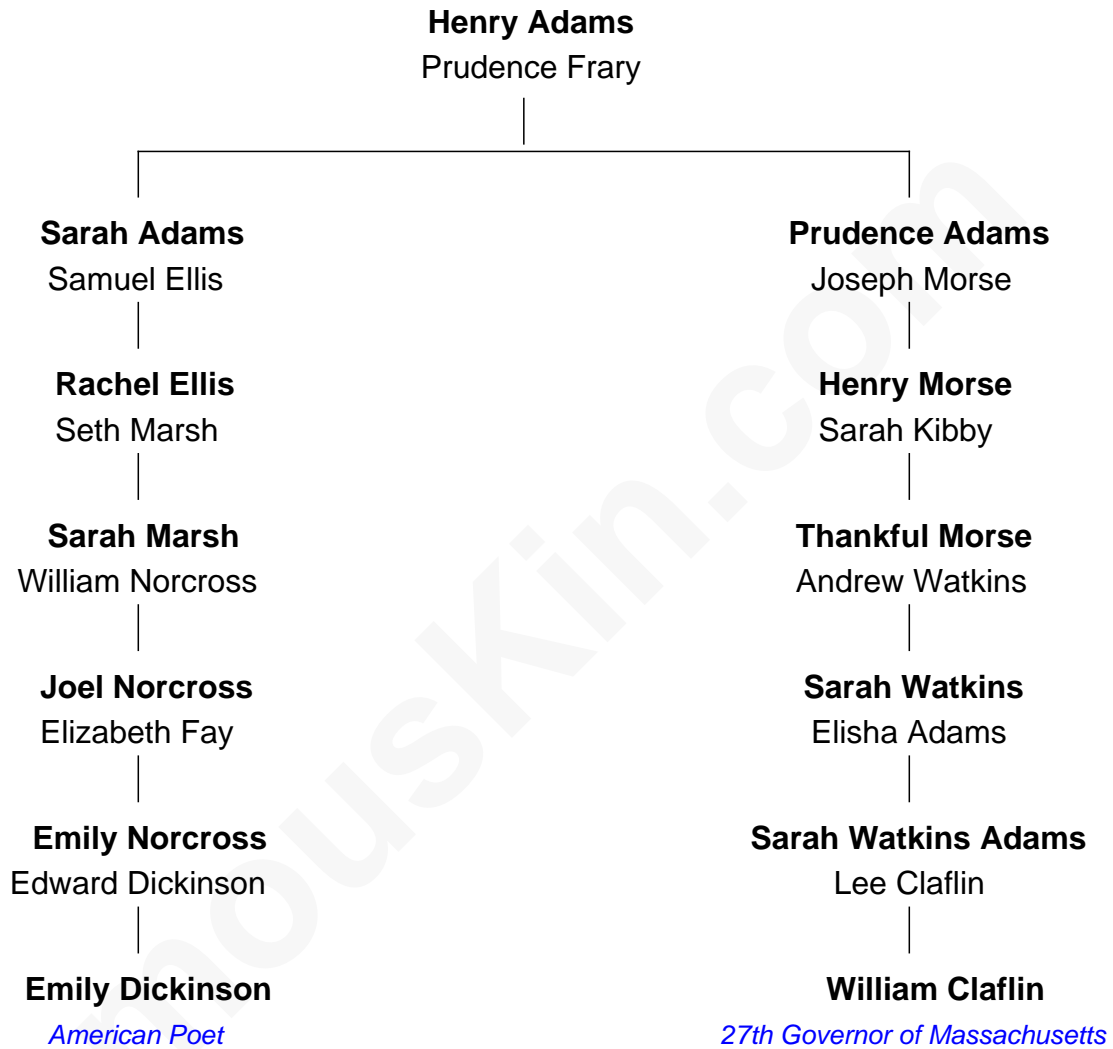 Henry Adams
Prudence Frary
Sarah Adams
Samuel Ellis
Prudence Adams
Joseph Morse
Rachel Ellis
Seth Marsh
Henry Morse
Sarah Kibby
Sarah Marsh
William Norcross
Thankful Morse
Andrew Watkins
Joel Norcross
Elizabeth Fay
Sarah Watkins
Elisha Adams
Emily Norcross
Edward Dickinson
Sarah Watkins Adams
Lee Claflin
Emily Dickinson
American Poet
William Claflin
27th Governor of Massachusetts
mousKin.com